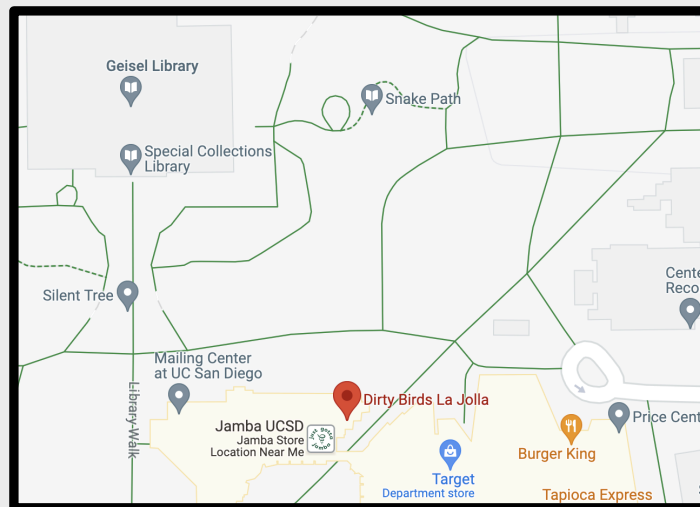 Geisel Library
Snake Path
Special Collections
Library
Silent Tree
Cente
Reco
Mailing Center
at UC San Diego
Library Walk
Dirty Birds La Jolla
Jamba UCSD
Jamba Store
Location Near Me
Price Cent
Burger King
Target
Department store
Tapioca Express